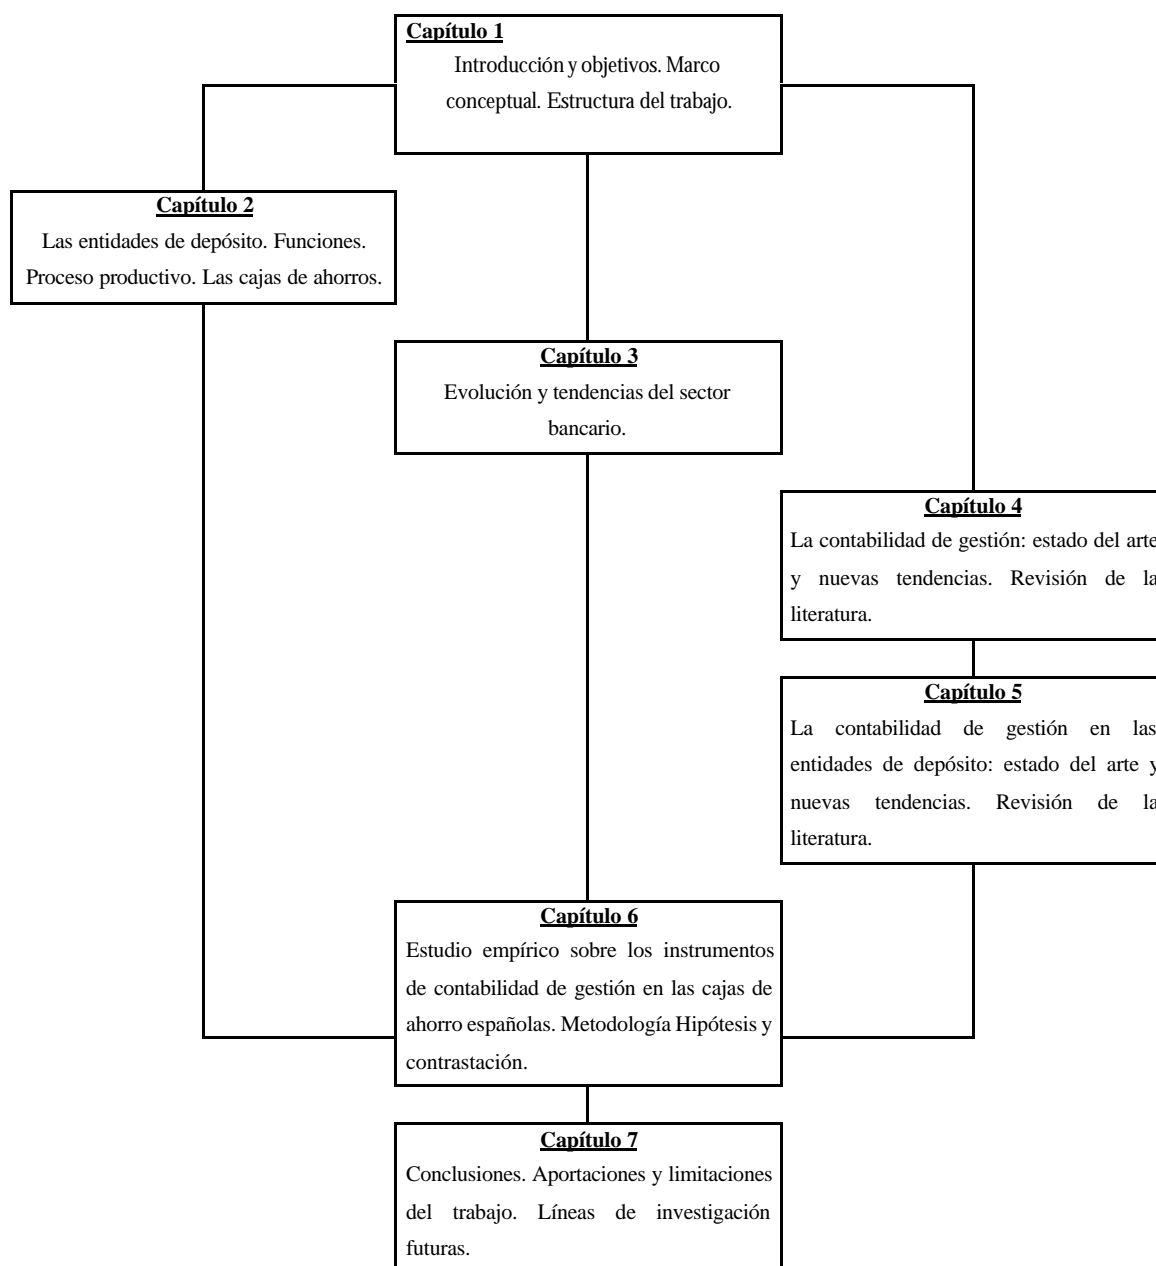 Capítulo 1
Introducción y objetivos. Marco
conceptual. Estructura del trabajo.
Capítulo 2
Las entidades de depósito. Funciones.
Proceso productivo. Las cajas de ahorros.
Capítulo 3
Evolución y tendencias del sector
bancario.
Capítulo 4
La contabilidad de gestión: estado del arte
y nuevas tendencias. Revisión de la
literatura.
Capítulo 5
La contabilidad de gestión en las
entidades de depósito: estado del arte y
nuevas tendencias. Revisión de la
literatura.
Capítulo 6
Estudio empírico sobre los instrumentos
de contabilidad de gestión en las cajas de
ahorro españolas. Metodología Hipótesis y
contrastación.
Capítulo 7
Conclusiones. Aportaciones y limitaciones
del trabajo. Líneas de investigación
futuras.